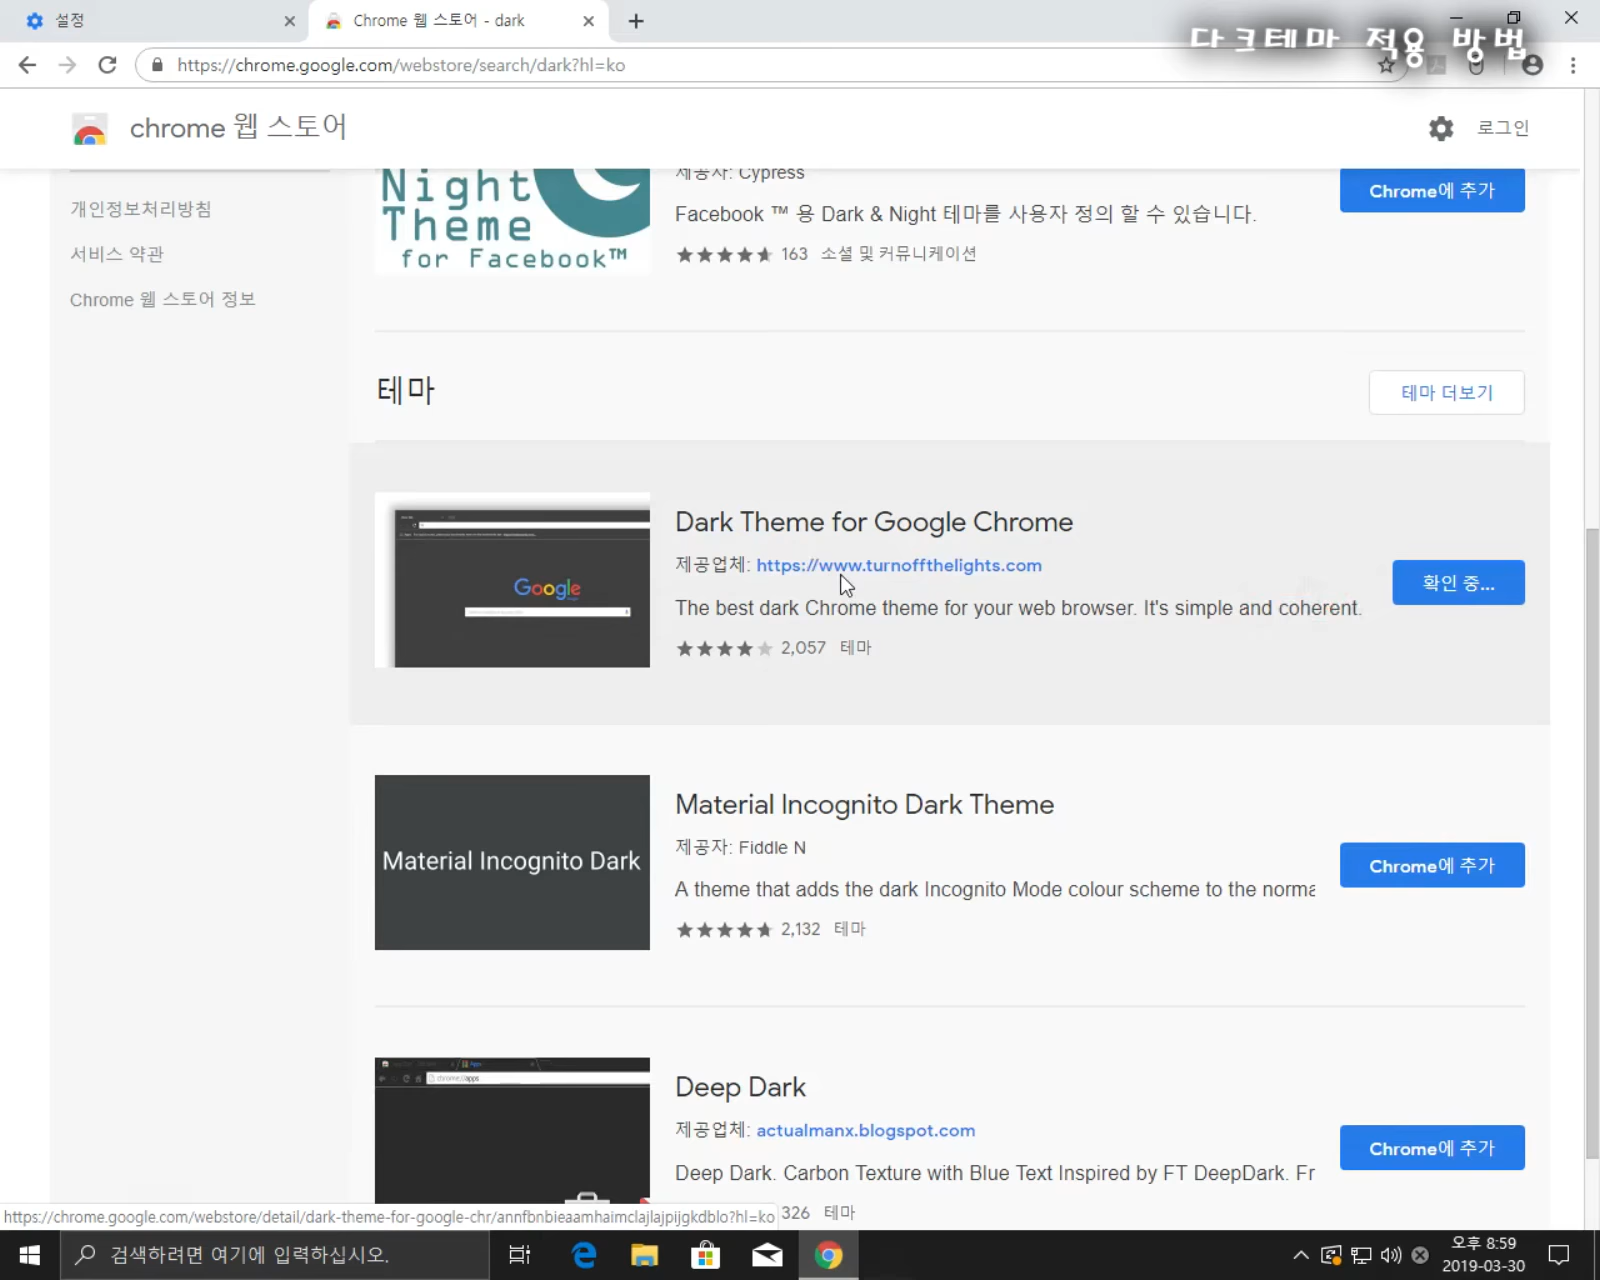 설정
Chrome 웹 스토어 - dark
다크테마 적용 방법
https://chrome.google.com/webstore/search/dark?hl=ko
chrome 웹 스토어
로그인
개인정보처리방침
서비스 약관
Chrome 웹 스토어 정보
Night
Theme
for Facebook™
제공자: Cypress
Chrome에 추가
Facebook ™ 용 Dark & Night 테마를 사용자 정의 할 수 있습니다.
163 소셜 및 커뮤니케이션
테마
테마 더보기
Google
Dark Theme for Google Chrome
제공업체: https://www.turnoffthelights.com
확인 중...
The best dark Chrome theme for your web browser. It's simple and coherent.
2,057 테마
Material Incognito Dark
Material Incognito Dark Theme
제공자: Fiddle N
Chrome에 추가
A theme that adds the dark Incognito Mode colour scheme to the norma
2,132 테마
chrome://apps
Deep Dark
제공업체: actualmanx.blogspot.com
Chrome에 추가
Deep Dark. Carbon Texture with Blue Text Inspired by FT DeepDark. Fr
326 테마
https://chrome.google.com/webstore/detail/dark-theme-for-google-chr/annfbnbieaamhaimclajlajpijgkdblo?hl=ko
검색하려면 여기에 입력하십시오.
오후 8:59
2019-03-30